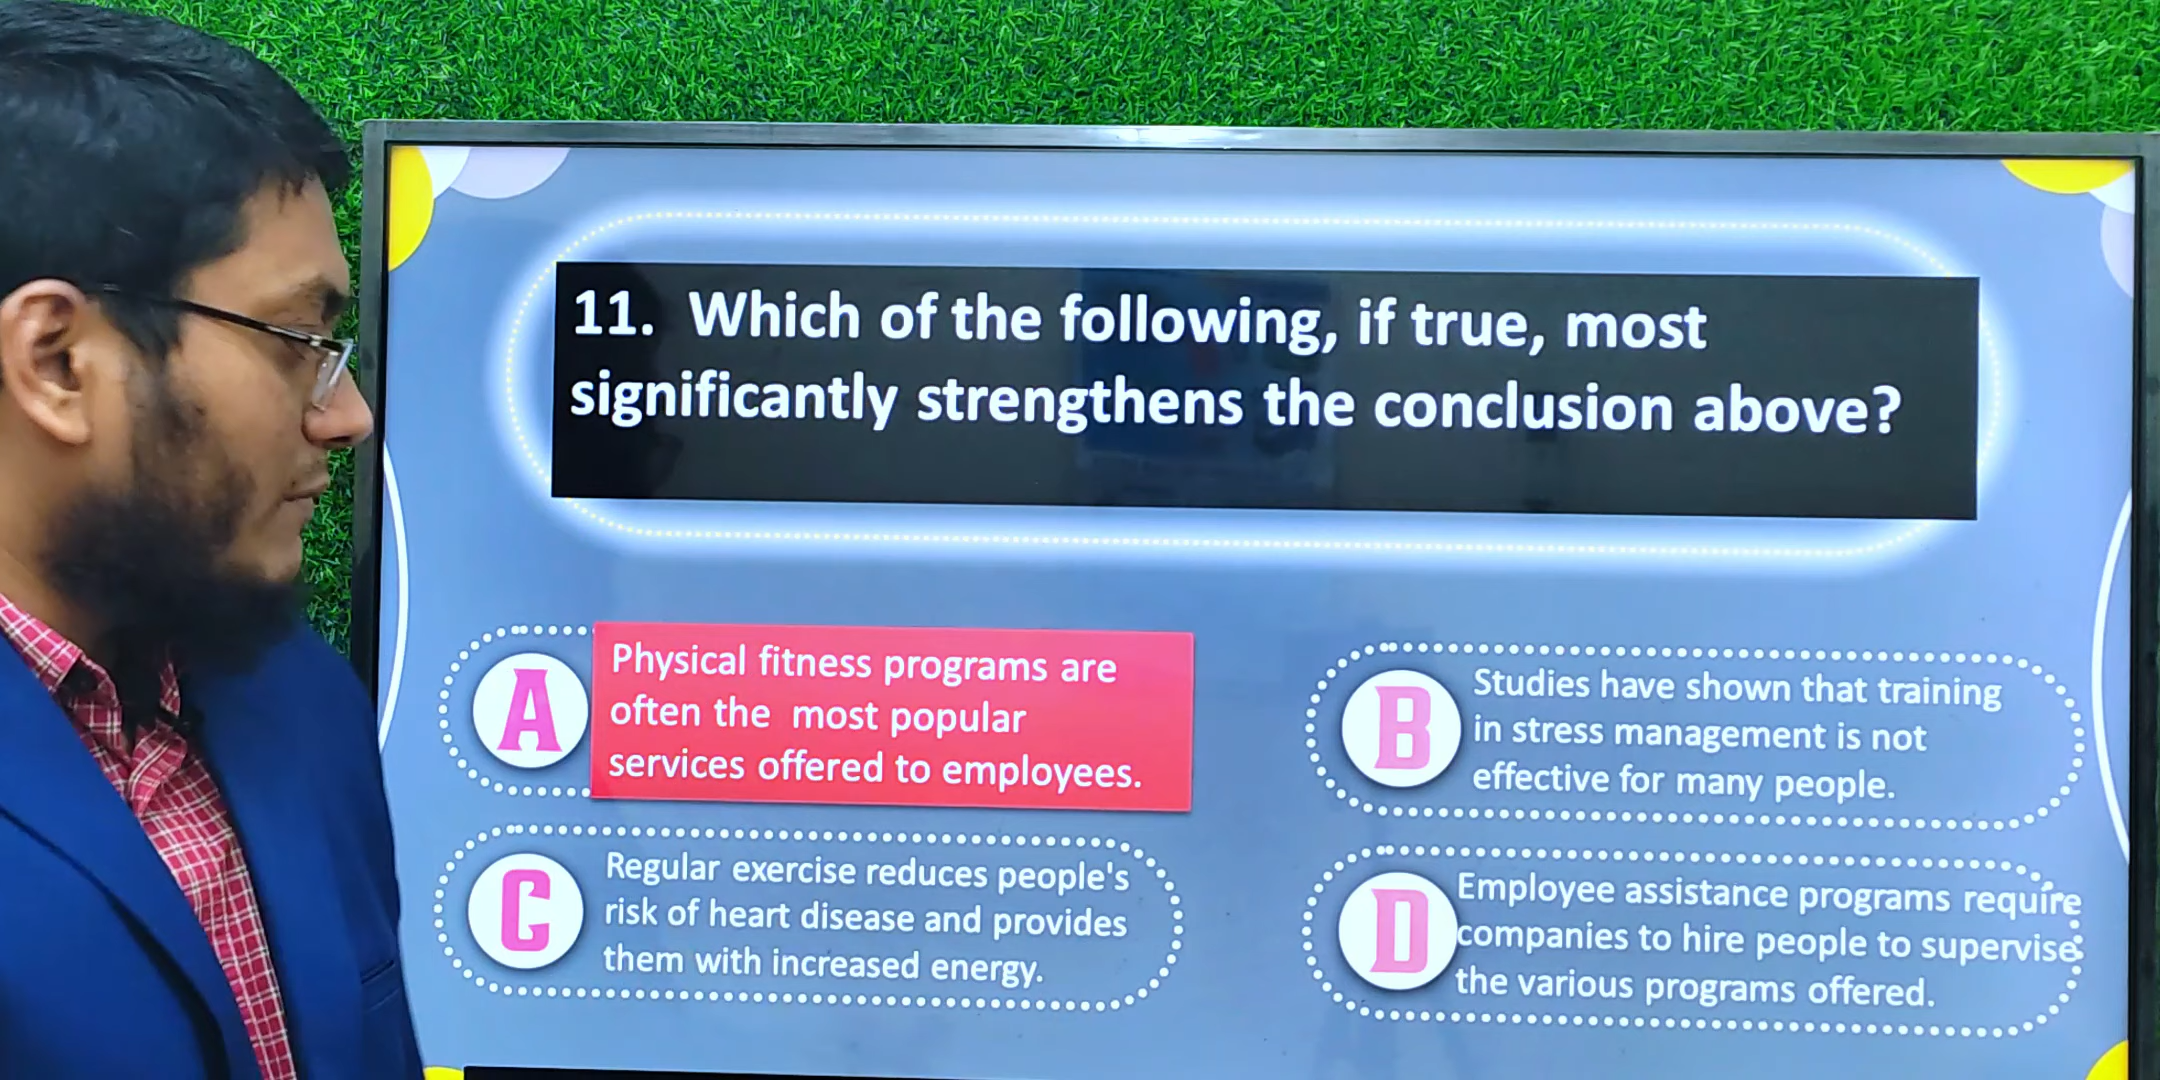 11. Which of the following, if true, most
significantly strengthens the conclusion above?
A
Physical fitness programs are
often the most popular
services offered to employees.
B
Studies have shown that training
in stress management is not
effective for many people.
C
Regular exercise reduces people's
risk of heart disease and provides
them with increased energy.
D
Employee assistance programs require
companies to hire people to supervise
the various programs offered.